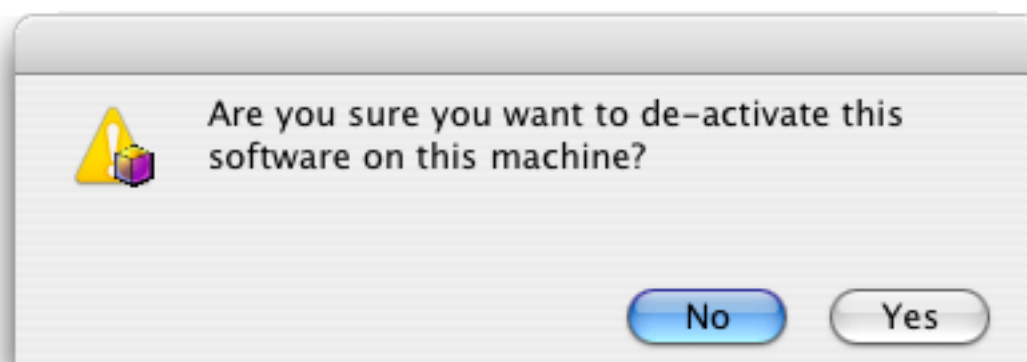 Are you sure you want to de-activate this
software on this machine?
No Yes